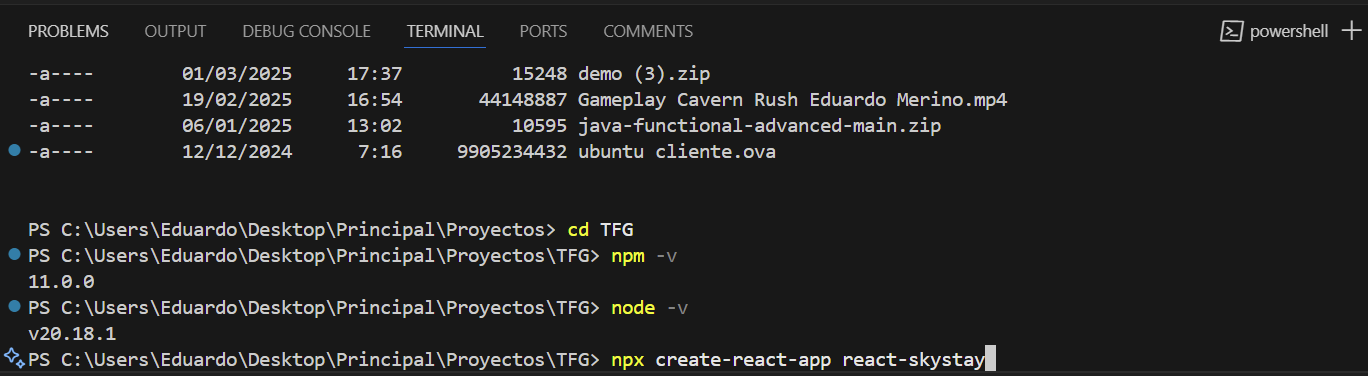 PROBLEMS OUTPUT DEBUG CONSOLE TERMINAL PORTS COMMENTS powershell
-a---- 01/03/2025 17:37 15248 demo (3).zip
-a---- 19/02/2025 16:54 44148887 Gameplay Cavern Rush Eduardo Merino.mp4
-a---- 06/01/2025 13:02 10595 java-functional-advanced-main.zip
-a---- 12/12/2024 7:16 9905234432 ubuntu cliente.ova
PS C:\Users\Eduardo\Desktop\Principal\Proyectos> cd TFG
PS C:\Users\Eduardo\Desktop\Principal\Proyectos\TFG> npm -v
11.0.0
PS C:\Users\Eduardo\Desktop\Principal\Proyectos\TFG> node -v
v20.18.1
PS C:\Users\Eduardo\Desktop\Principal\Proyectos\TFG> npx create-react-app react-skystay